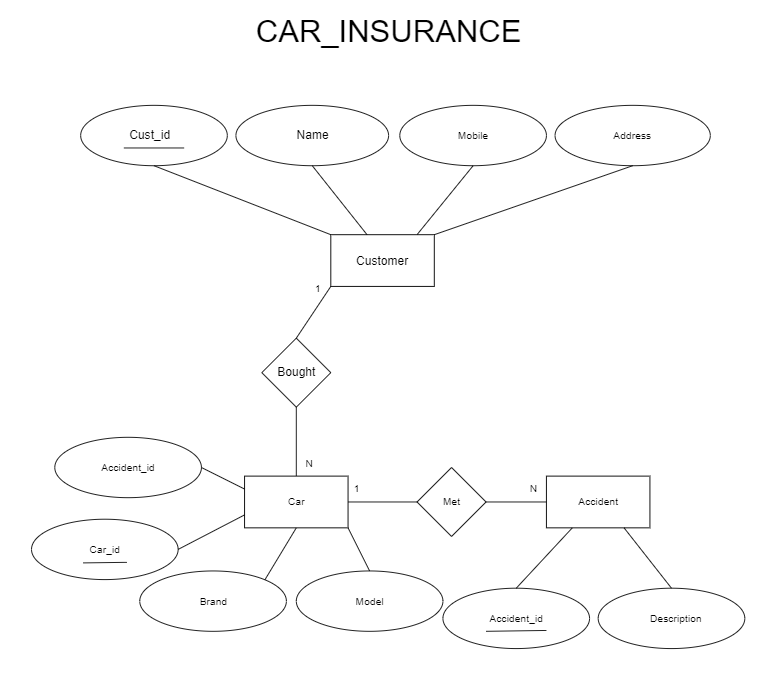 CAR_INSURANCE
Cust_id
Name
Mobile
Address
Customer
1
Bought
N
Accident_id
Car
1
Met
N
Accident
Car_id
Brand
Model
Accident_id
Description